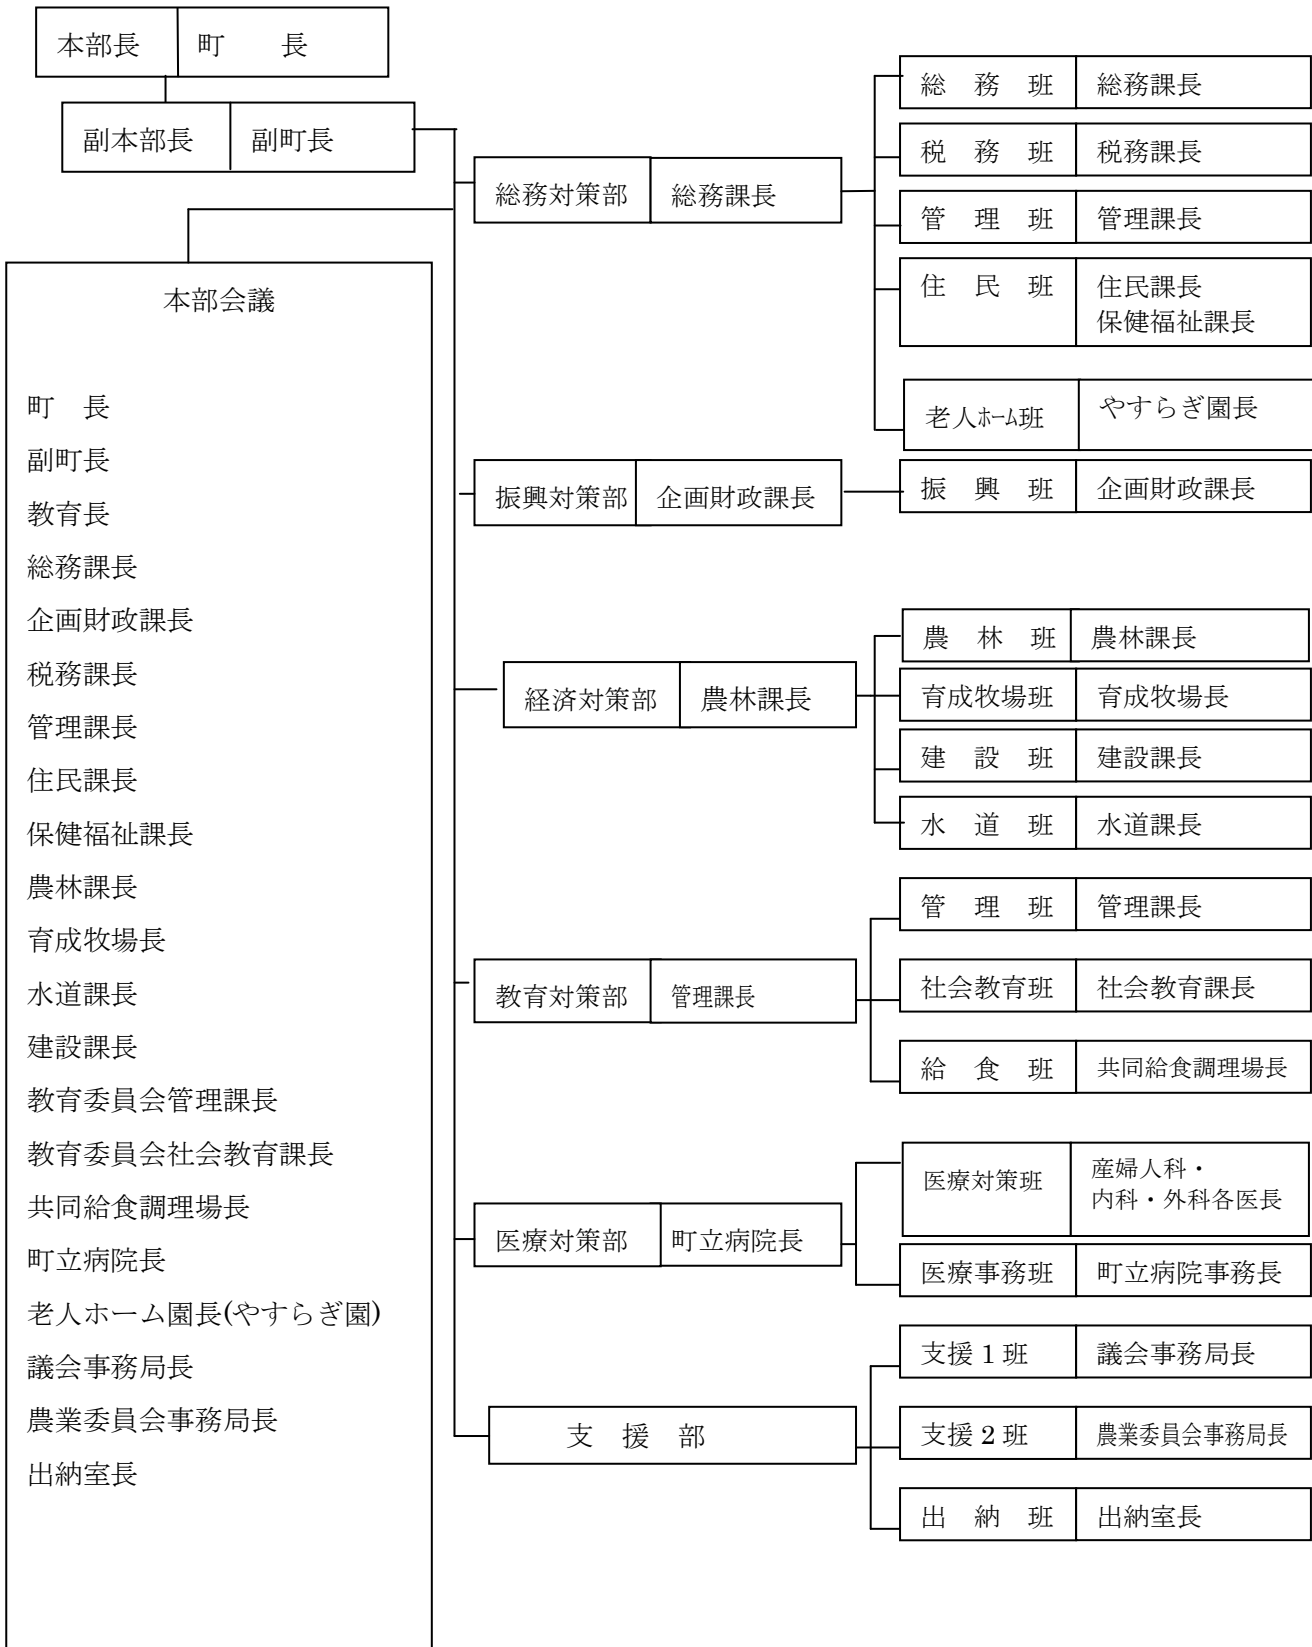 本部長 町　　長
副本部長 副町長
本部会議
町　長
副町長
教育長
総務課長
企画財政課長
税務課長
管理課長
住民課長
保健福祉課長
農林課長
育成牧場長
水道課長
建設課長
教育委員会管理課長
教育委員会社会教育課長
共同給食調理場長
町立病院長
老人ホーム園長(やすらぎ園)
議会事務局長
農業委員会事務局長
出納室長
総務対策部 総務課長
総　務　班 総務課長
税　務　班 税務課長
管　理　班 管理課長
住　民　班 住民課長
保健福祉課長
老人ﾎｰﾑ班 やすらぎ園長
振興対策部 企画財政課長
振　興　班 企画財政課長
経済対策部 農林課長
農　林　班 農林課長
育成牧場班 育成牧場長
建　設　班 建設課長
水　道　班 水道課長
教育対策部 管理課長
管　理　班 管理課長
社会教育班 社会教育課長
給　食　班 共同給食調理場長
医療対策部 町立病院長
医療対策班 産婦人科・
内科・外科各医長
医療事務班 町立病院事務長
支　援　部
支援 1 班 議会事務局長
支援 2 班 農業委員会事務局長
出　納　班 出納室長